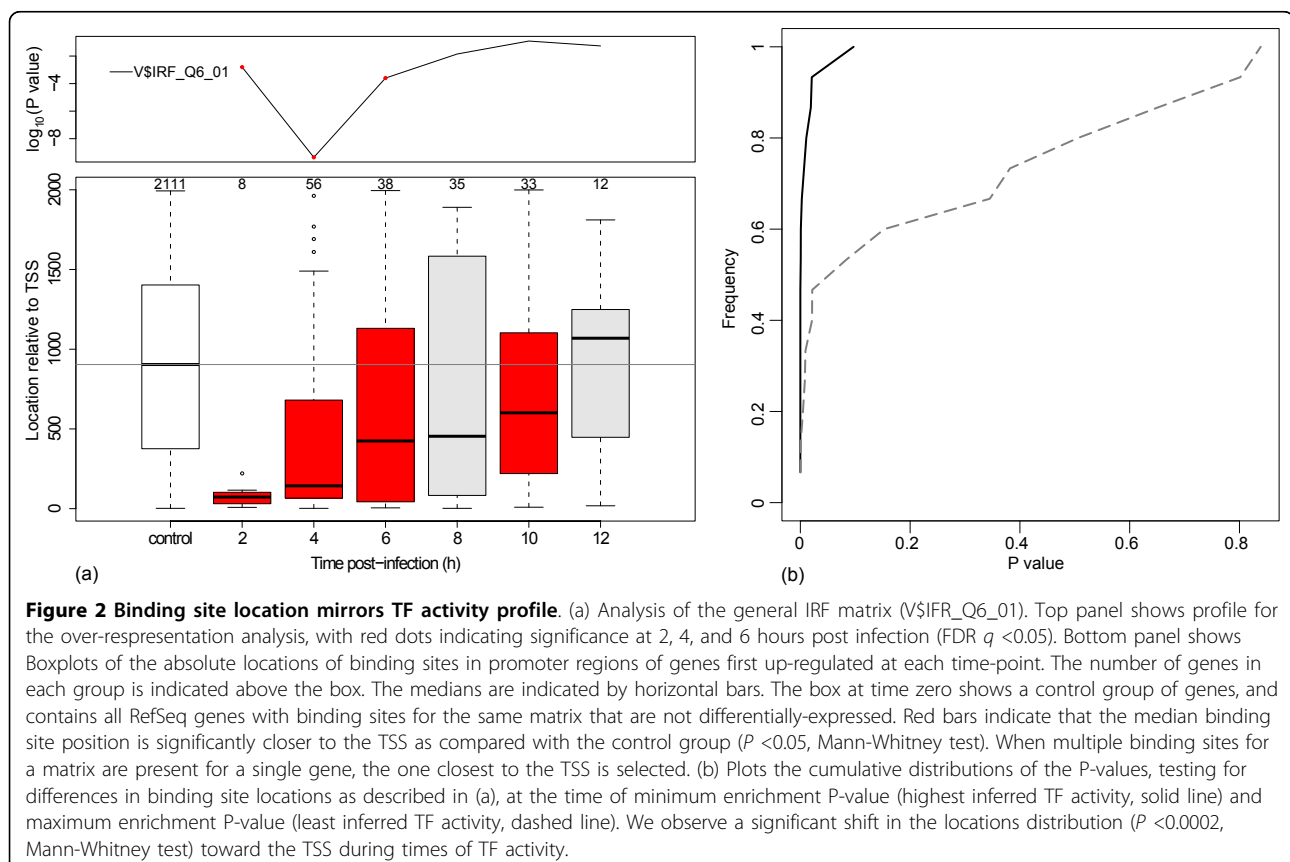 V$IRF_Q6_01
log10(P value)
-4
-8
2111 8 56 38 35 33 12
Location relative to TSS
2000
1500
1000
500
0
control 2 4 6 8 10 12
Time post-infection (h)
(a)
Frequency
1
0.8
0.6
0.4
0.2
0
0 0.2 0.4 0.6 0.8
P value
(b)
Figure 2 Binding site location mirrors TF activity profile. (a) Analysis of the general IRF matrix (V$IFR_Q6_01). Top panel shows profile for
the over-respresentation analysis, with red dots indicating significance at 2, 4, and 6 hours post infection (FDR q <0.05). Bottom panel shows
Boxplots of the absolute locations of binding sites in promoter regions of genes first up-regulated at each time-point. The number of genes in
each group is indicated above the box. The medians are indicated by horizontal bars. The box at time zero shows a control group of genes, and
contains all RefSeq genes with binding sites for the same matrix that are not differentially-expressed. Red bars indicate that the median binding
site position is significantly closer to the TSS as compared with the control group (P <0.05, Mann-Whitney test). When multiple binding sites for
a matrix are present for a single gene, the one closest to the TSS is selected. (b) Plots the cumulative distributions of the P-values, testing for
differences in binding site locations as described in (a), at the time of minimum enrichment P-value (highest inferred TF activity, solid line) and
maximum enrichment P-value (least inferred TF activity, dashed line). We observe a significant shift in the locations distribution (P <0.0002,
Mann-Whitney test) toward the TSS during times of TF activity.